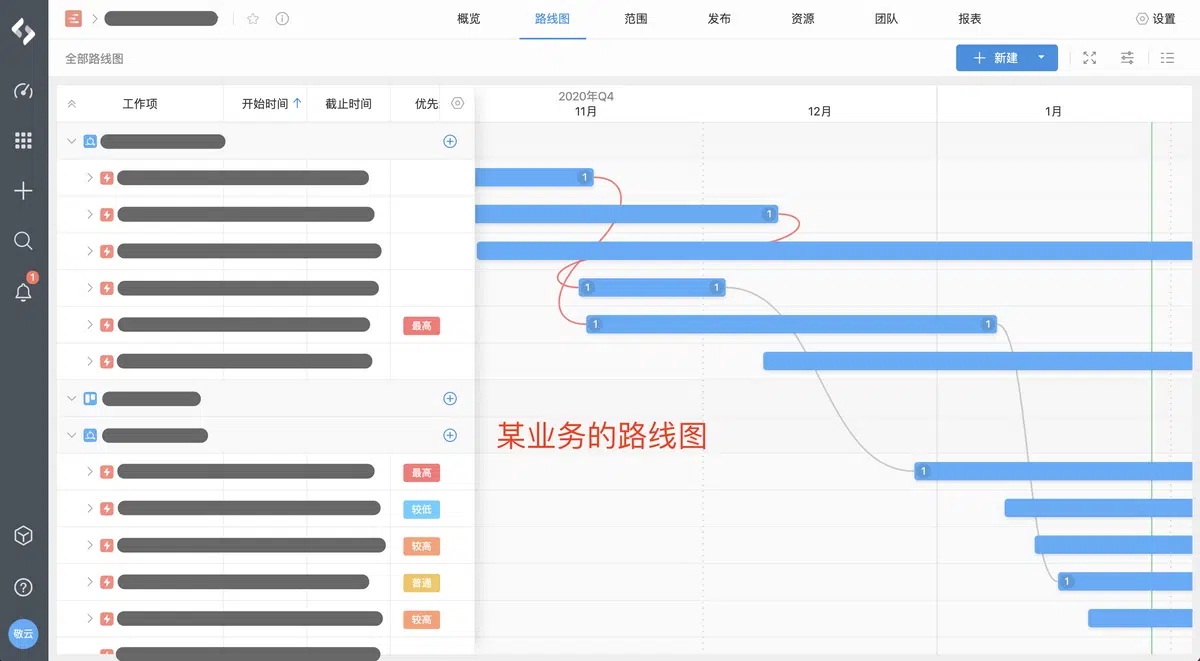 概览 路线图 范围 发布 资源 团队 报表 设置
全部路线图 新建
工作项 开始时间 截止时间 优先
2020年Q4
11月 12月 1月
1
1
1
1 1
1 1
最高
某业务的路线图
最高 1
较低
较高
普通 1
较高
敬云